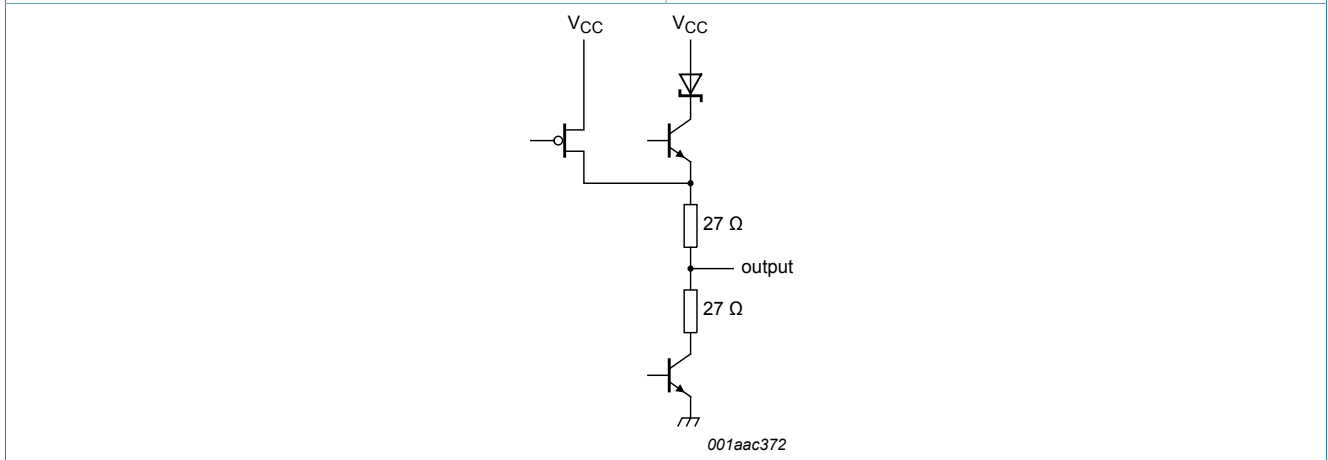 VCC VCC
27 Ω
output
27 Ω
001aac372